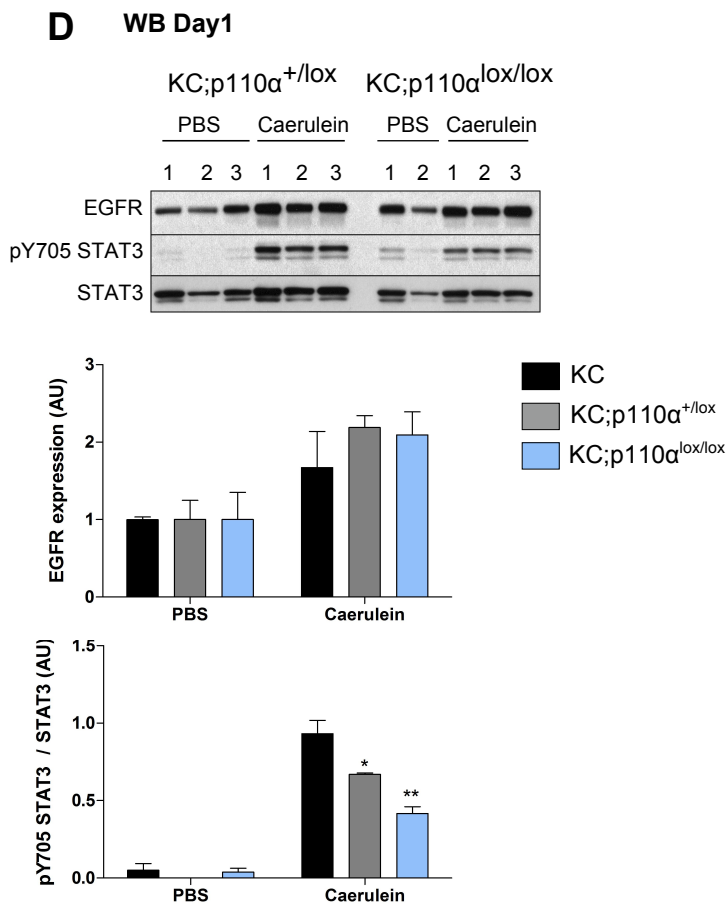 D WB Day1
KC;p110α+/lox KC;p110αlox/lox
PBS Caerulein PBS Caerulein
1 2 3 1 2 3 1 2 1 2 3
EGFR
pY705 STAT3
STAT3
EGFR expression (AU)
3
2
1
0
PBS Caerulein
KC
KC;p110α+/lox
KC;p110αlox/lox
pY705 STAT3 / STAT3 (AU)
1.5
1.0
0.5
0.0
* **
PBS Caerulein